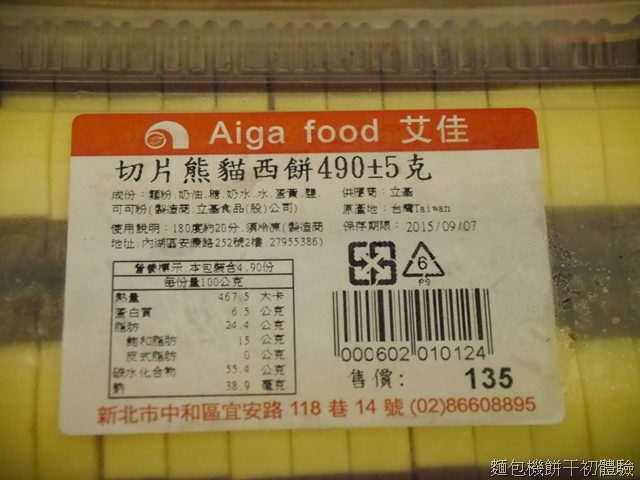 Aiga food 艾佳
切片熊貓西餅490±5克
成份：麵粉.奶油.糖.奶水.水.蛋黃.鹽.
可可粉(製造商.立基食品(股)公司)
使用說明：180度約20分.須冷凍(製造商
地址.內湖區安康路252號2樓.27955386)
供應商：立基
原產地：台灣Taiwan
保存期限：2015/09/07
營養標示.本包裝含4.90份
每份量100公克
熱量 467.5 大卡
蛋白質 6.5 公克
脂肪 24.4 公克
飽和脂肪 15 公克
反式脂肪 0 公克
碳水化合物 55.4 公克
鈉 38.9 毫克
6
PS
000602 010124
售價： 135
新北市中和區宜安路 118 巷 14 號 (02)86608895
麵包機餅干初體驗